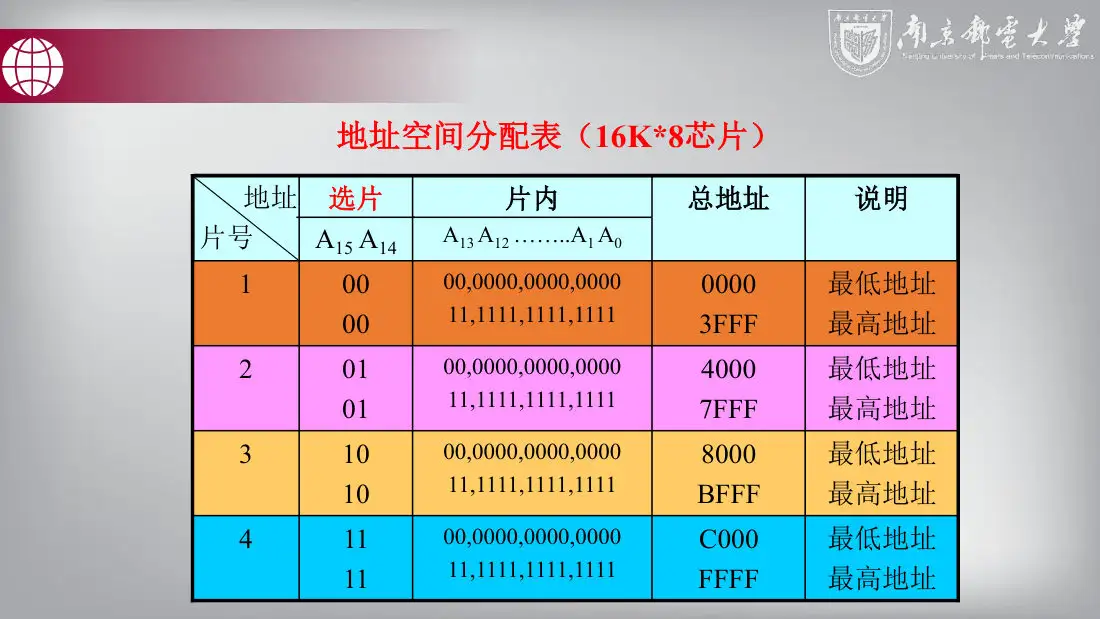 南京邮电大学
Nanjing University of Posts and Telecommunications
地址空间分配表（16K*8芯片）
地址 选片 片内 总地址 说明
片号 A15 A14 A13 A12 ……..A1 A0
1 00 00,0000,0000,0000 0000 最低地址
00 11,1111,1111,1111 3FFF 最高地址
2 01 00,0000,0000,0000 4000 最低地址
01 11,1111,1111,1111 7FFF 最高地址
3 10 00,0000,0000,0000 8000 最低地址
10 11,1111,1111,1111 BFFF 最高地址
4 11 00,0000,0000,0000 C000 最低地址
11 11,1111,1111,1111 FFFF 最高地址